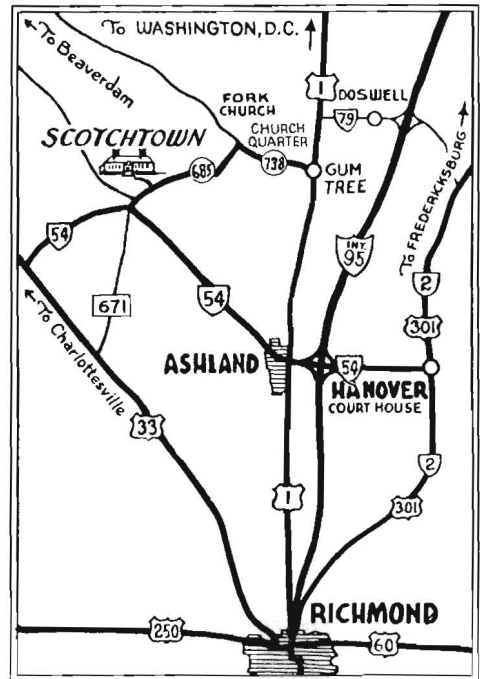 To WASHINGTON, D.C.
To Beaverdam
1
FORK
CHURCH
DOSWELL
79
SCOTCHTOWN
CHURCH
QUARTER
685
738
GUM
TREE
To FREDERICKSBURG
54
INT.
95
2
671
54
301
To Charlottesville
ASHLAND
54
HANOVER
COURT HOUSE
33
2
1
301
RICHMOND
250
60